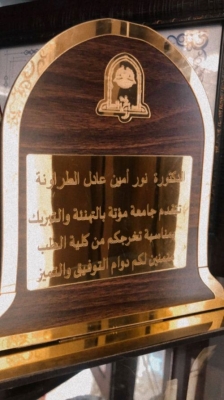 الدكتورة نور أمين عادل الطراونة
تتقدم جامعة مؤتة بالتهنئة والتبريك
بمناسبة تخرجكم من كلية الطب
متمنين لكم دوام التوفيق والتميز